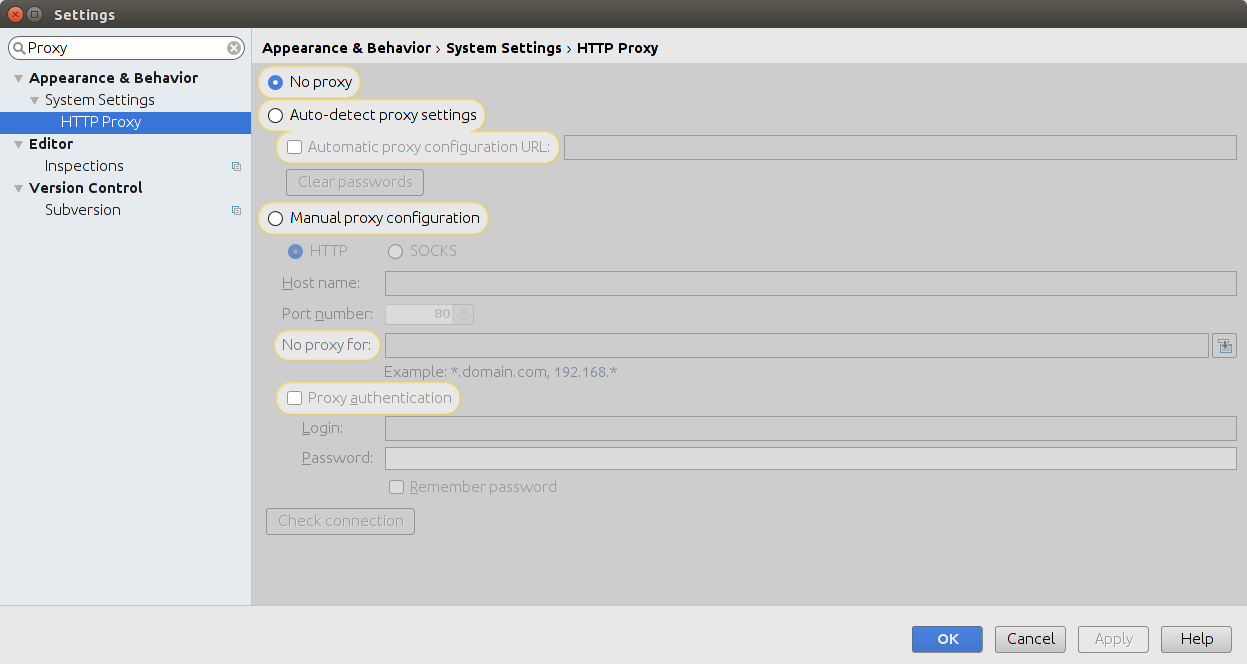 Settings
Proxy
Appearance & Behavior
System Settings
HTTP Proxy
Editor
Inspections
Version Control
Subversion
Appearance & Behavior › System Settings › HTTP Proxy
No proxy
Auto-detect proxy settings
Automatic proxy configuration URL:
Clear passwords
Manual proxy configuration
HTTP SOCKS
Host name:
Port number: 80
No proxy for:
Example: *.domain.com, 192.168.*
Proxy authentication
Login:
Password:
Remember password
Check connection
OK Cancel Apply Help